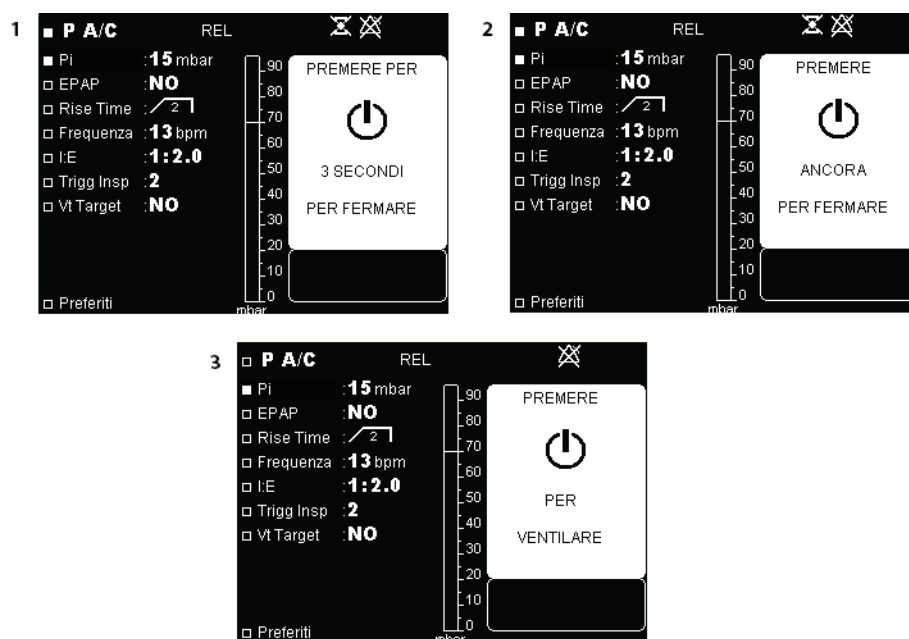 1
P A/C REL
Pi :15 mbar
EPAP :NO
Rise Time : 2
Frequenza :13 bpm
I:E :1:2.0
Trigg Insp :2
Vt Target :NO
Preferiti
90
80
70
60
50
40
30
20
10
0
mbar
PREMERE PER
3 SECONDI
PER FERMARE
2
P A/C REL
Pi :15 mbar
EPAP :NO
Rise Time : 2
Frequenza :13 bpm
I:E :1:2.0
Trigg Insp :2
Vt Target :NO
Preferiti
90
80
70
60
50
40
30
20
10
0
mbar
PREMERE
ANCORA
PER FERMARE
3
P A/C REL
Pi :15 mbar
EPAP :NO
Rise Time : 2
Frequenza :13 bpm
I:E :1:2.0
Trigg Insp :2
Vt Target :NO
Preferiti
90
80
70
60
50
40
30
20
10
0
mbar
PREMERE
PER
VENTILARE